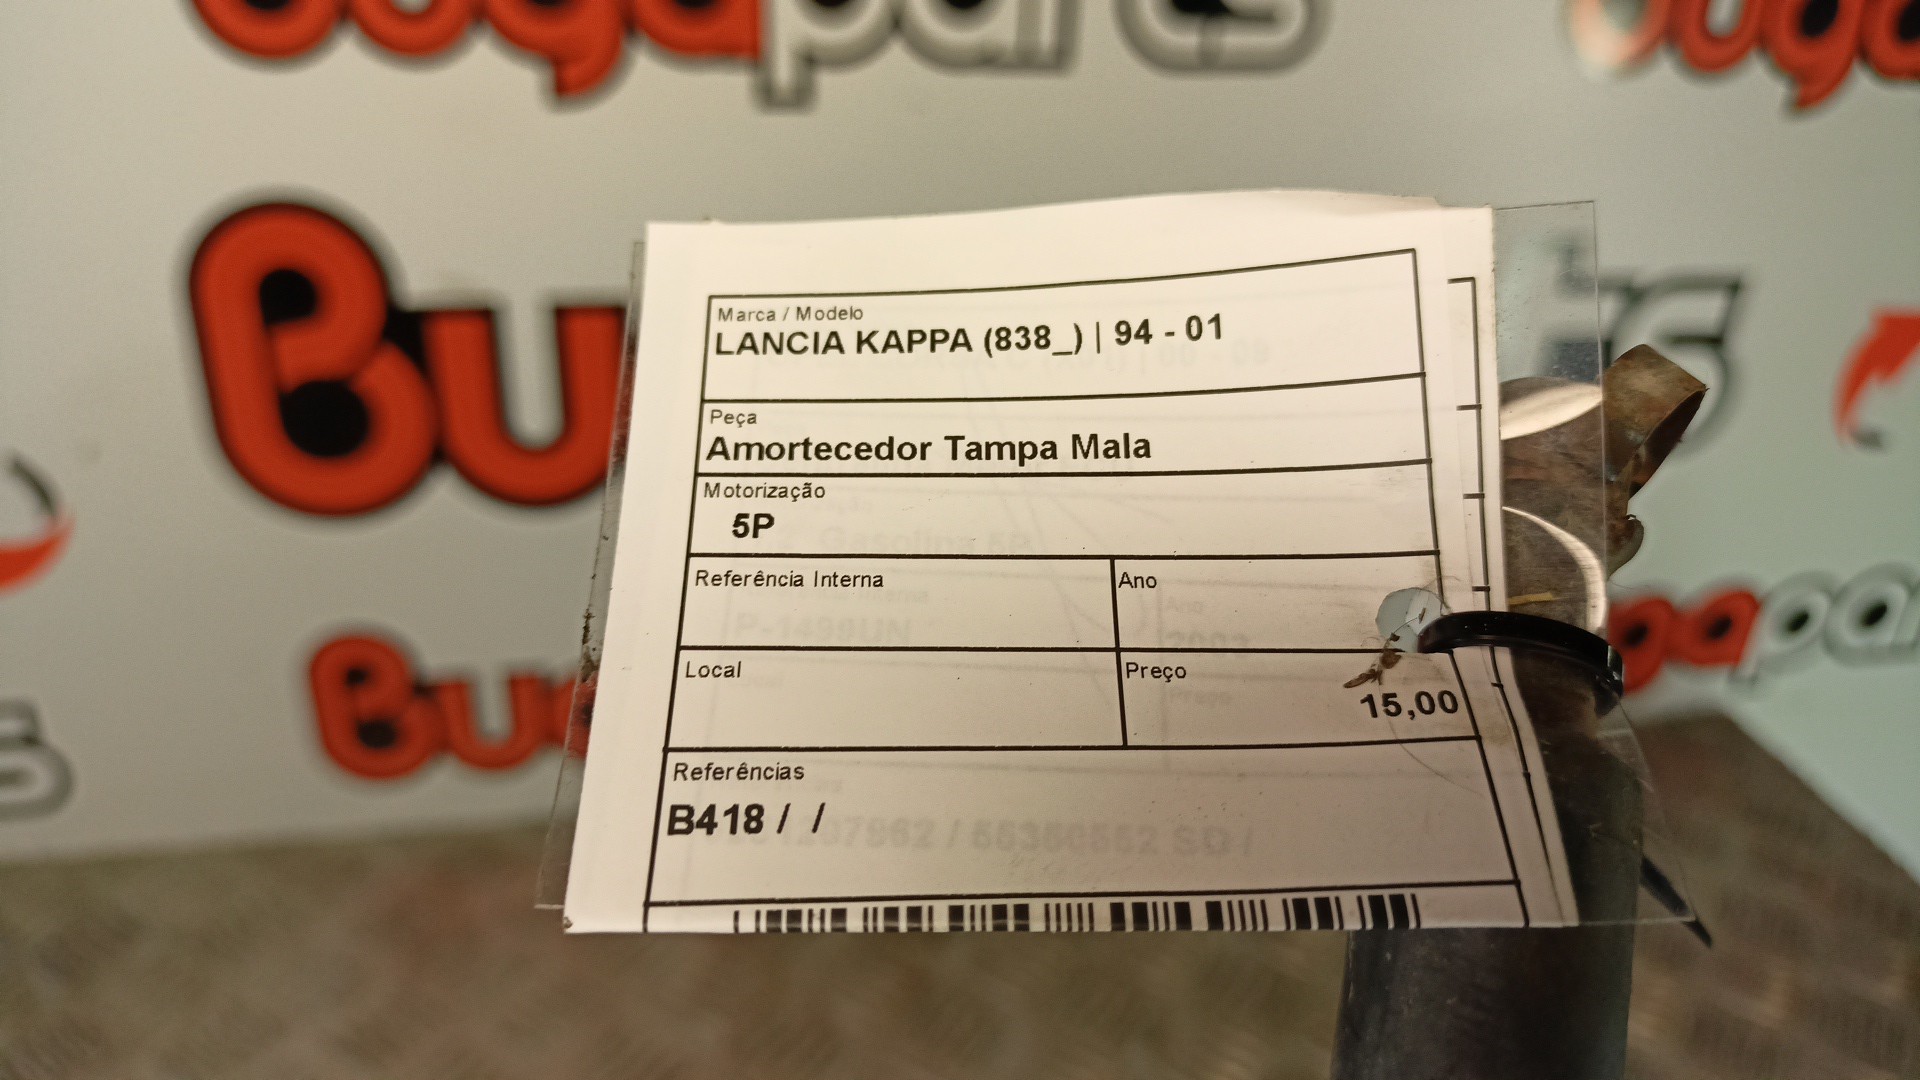 Bugapares
Marca / Modelo
LANCIA KAPPA (838_) | 94 - 01
Peça
Amortecedor Tampa Mala
Motorização
5P
Referência Interna
Ano
Local
Preço
15,00
Referências
B418 / /